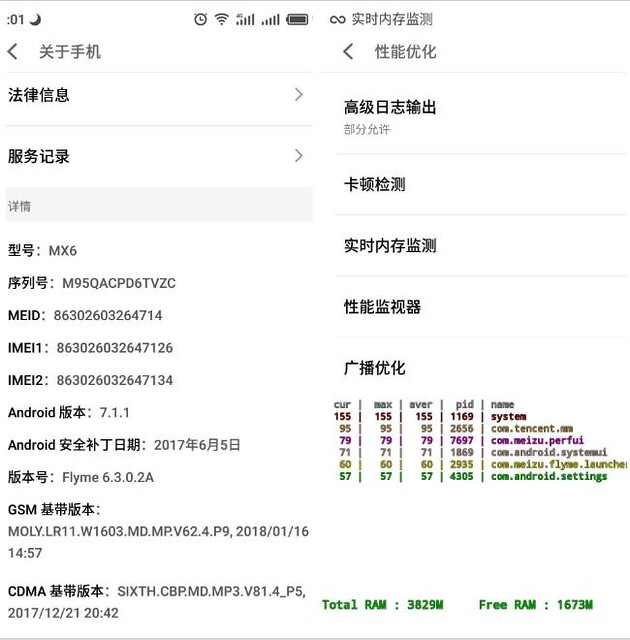 :01
关于手机
法律信息
服务记录
详情
型号：MX6
序列号：M95QACPD6TVZC
MEID：86302603264714
IMEI1：863026032647126
IMEI2：863026032647134
Android 版本：7.1.1
Android 安全补丁日期：2017年6月5日
版本号：Flyme 6.3.0.2A
GSM 基带版本：
MOLY.LR11.W1603.MD.MP.V62.4.P9, 2018/01/16
14:57
CDMA 基带版本：SIXTH.CBP.MD.MP3.V81.4_P5,
2017/12/21 20:42
实时内存监测
性能优化
高级日志输出
部分允许
卡顿检测
实时内存监测
性能监视器
广播优化
cur | max | aver | pid | name
155 | 155 | 155 | 1169 | system
95 | 95 | 95 | 2656 | com.tencent.mm
79 | 79 | 79 | 7697 | com.meizu.perfui
71 | 71 | 71 | 1869 | com.android.systemui
60 | 60 | 60 | 2935 | com.meizu.flyme.launche
57 | 57 | 57 | 4305 | com.android.settings
Total RAM : 3829M Free RAM : 1673M